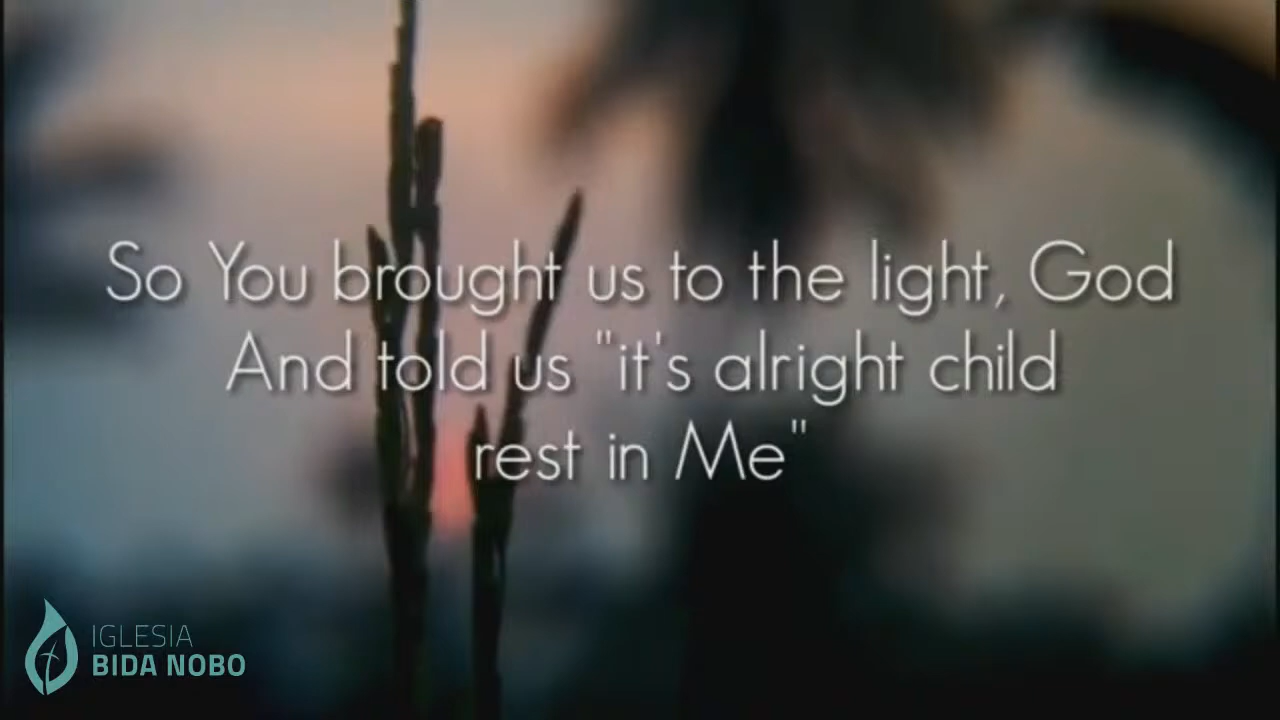 So You brought us to the light, God
And told us "it's alright child
rest in Me"
IGLESIA
BIDA NOBO